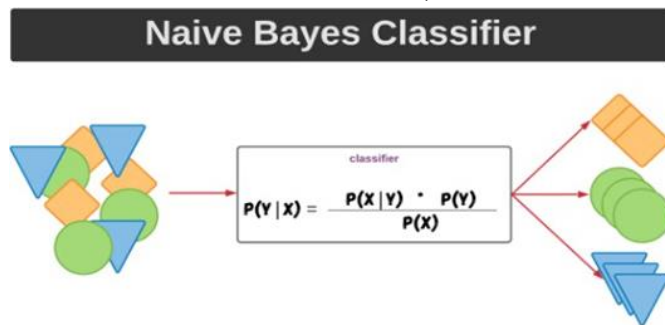 Naive Bayes Classifier
classifier
P(Y|X) = P(X|Y) · P(Y)
P(X)